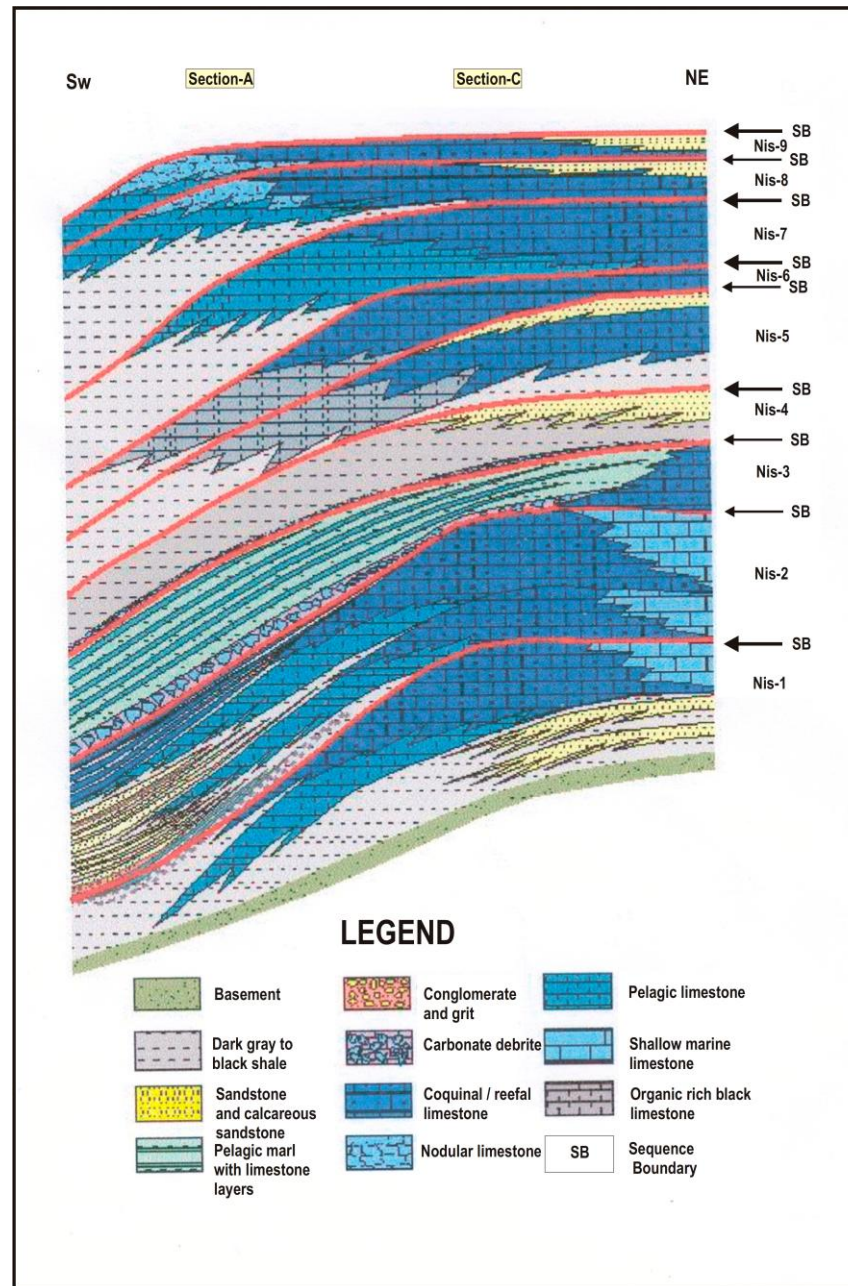 Sw
Section-A
Section-C
NE
SB
Nis-9
SB
Nis-8
SB
Nis-7
SB
Nis-6
SB
Nis-5
SB
Nis-4
SB
Nis-3
SB
Nis-2
SB
Nis-1
LEGEND
Basement
Conglomerate
and grit
Pelagic limestone
Dark gray to
black shale
Carbonate debrite
Shallow marine
limestone
Sandstone
and calcareous
sandstone
Coquinal / reefal
limestone
Organic rich black
limestone
Pelagic marl
with limestone
layers
Nodular limestone
SB
Sequence
Boundary